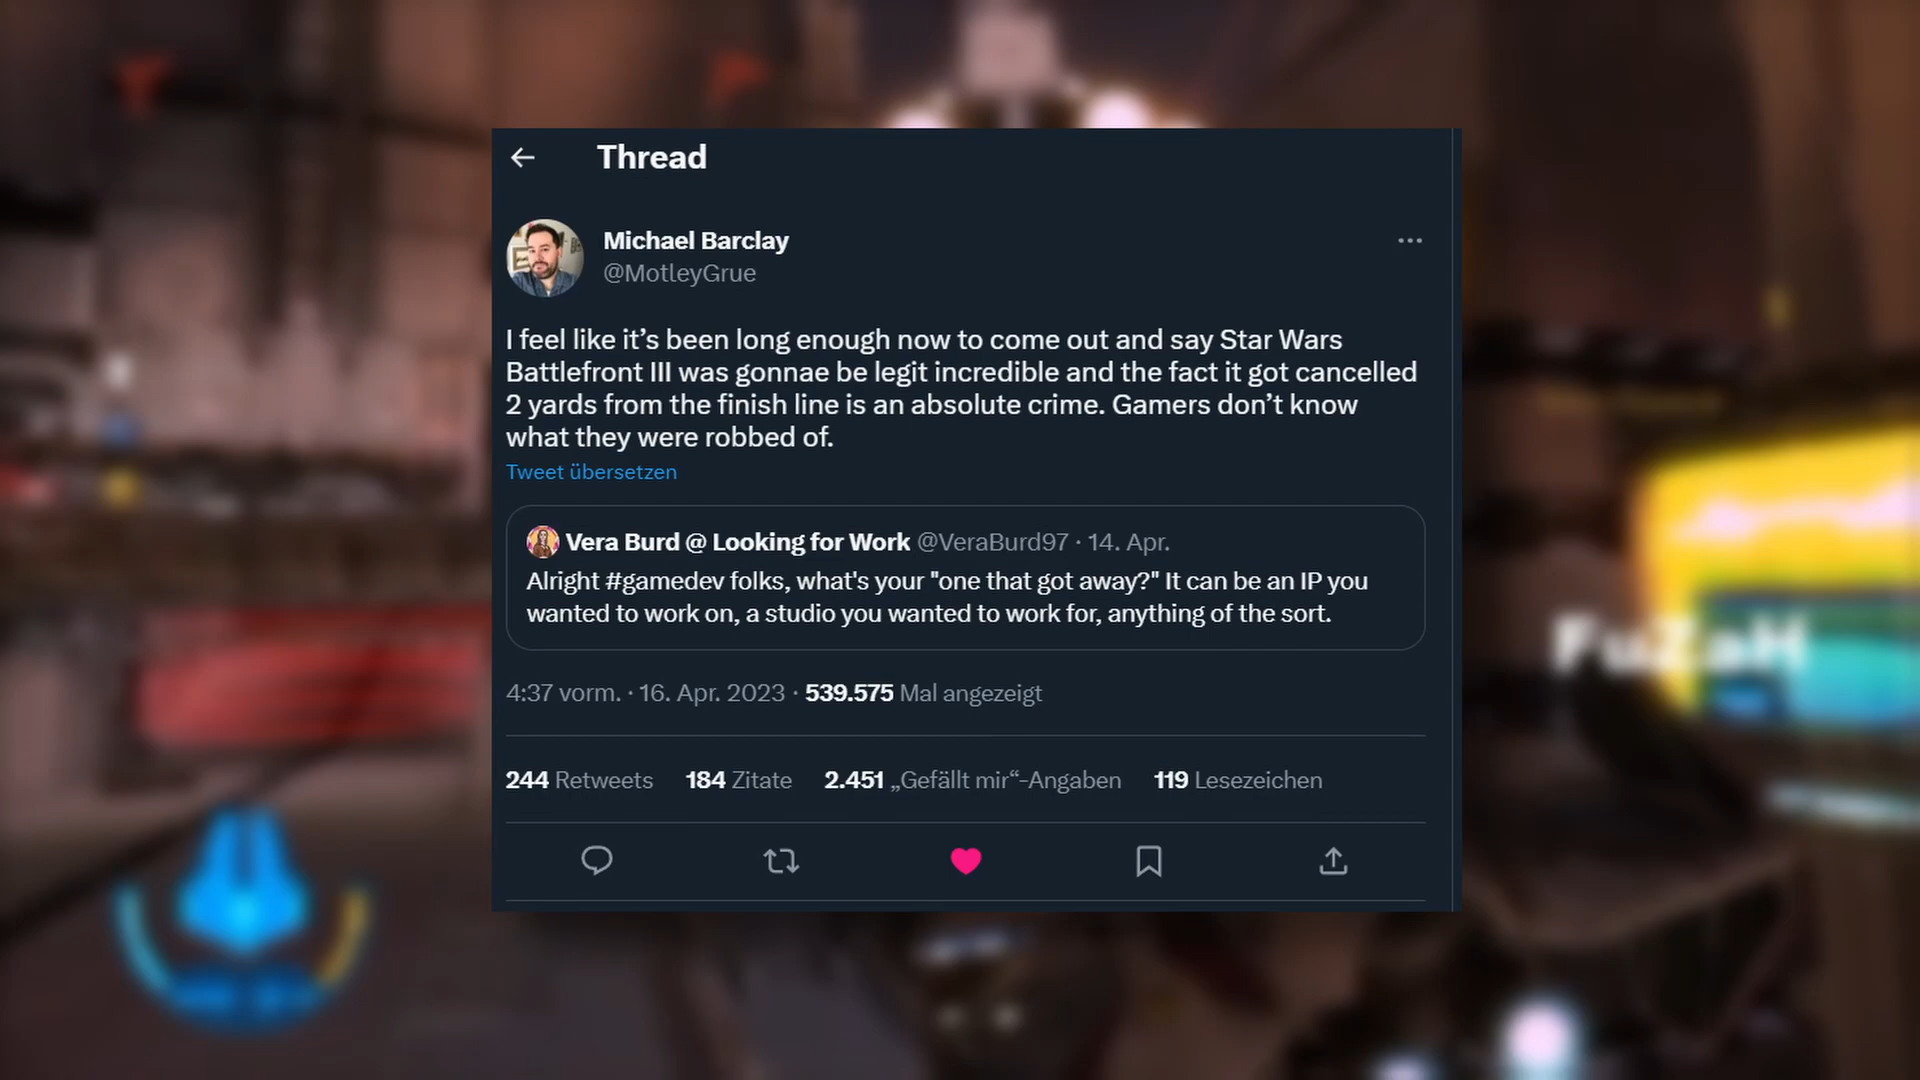 Thread
Michael Barclay
@MotleyGrue
I feel like it’s been long enough now to come out and say Star Wars
Battlefront III was gonnae be legit incredible and the fact it got cancelled
2 yards from the finish line is an absolute crime. Gamers don’t know
what they were robbed of.
Tweet übersetzen
Vera Burd @ Looking for Work @VeraBurd97 · 14. Apr.
Alright #gamedev folks, what's your "one that got away?" It can be an IP you
wanted to work on, a studio you wanted to work for, anything of the sort.
4:37 vorm. · 16. Apr. 2023 · 539.575 Mal angezeigt
244 Retweets 184 Zitate 2.451 „Gefällt mir“-Angaben 119 Lesezeichen
FuZaH